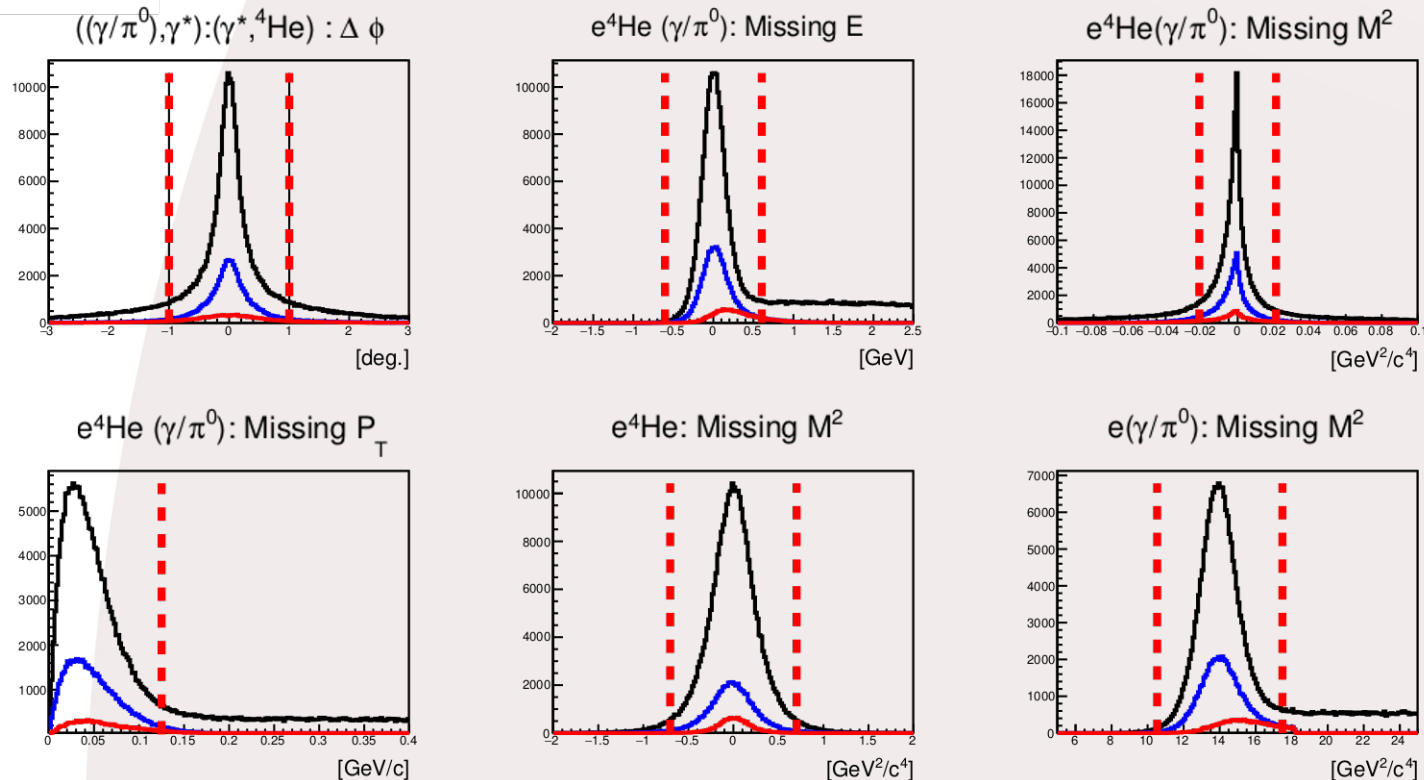 ((γ/π⁰),γ*):(γ*,⁴He) : Δ ϕ
10000
8000
6000
4000
2000
0
−3 −2 −1 0 1 2 3
[deg.]
e⁴He (γ/π⁰): Missing E
10000
8000
6000
4000
2000
0
−2 −1.5 −1 −0.5 0 0.5 1 1.5 2 2.5
[GeV]
e⁴He(γ/π⁰): Missing M²
18000
16000
14000
12000
10000
8000
6000
4000
2000
0
−0.1 −0.08 −0.06 −0.04 −0.02 0 0.02 0.04 0.06 0.08 0.1
[GeV²/c⁴]
e⁴He (γ/π⁰): Missing P_T
5000
4000
3000
2000
1000
0 0.05 0.1 0.15 0.2 0.25 0.3 0.35 0.4
[GeV/c]
e⁴He: Missing M²
10000
8000
6000
4000
2000
0
−2 −1.5 −1 −0.5 0 0.5 1 1.5 2
[GeV²/c⁴]
e(γ/π⁰): Missing M²
7000
6000
5000
4000
3000
2000
1000
0
6 8 10 12 14 16 18 20 22 24
[GeV²/c⁴]